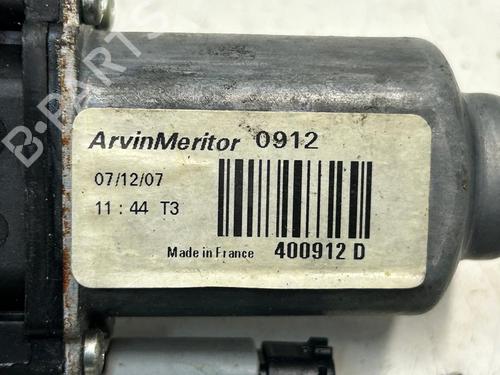 ArvinMeritor 0912
07/12/07
11 : 44 T3
Made in France 400912 D
B-PARTS